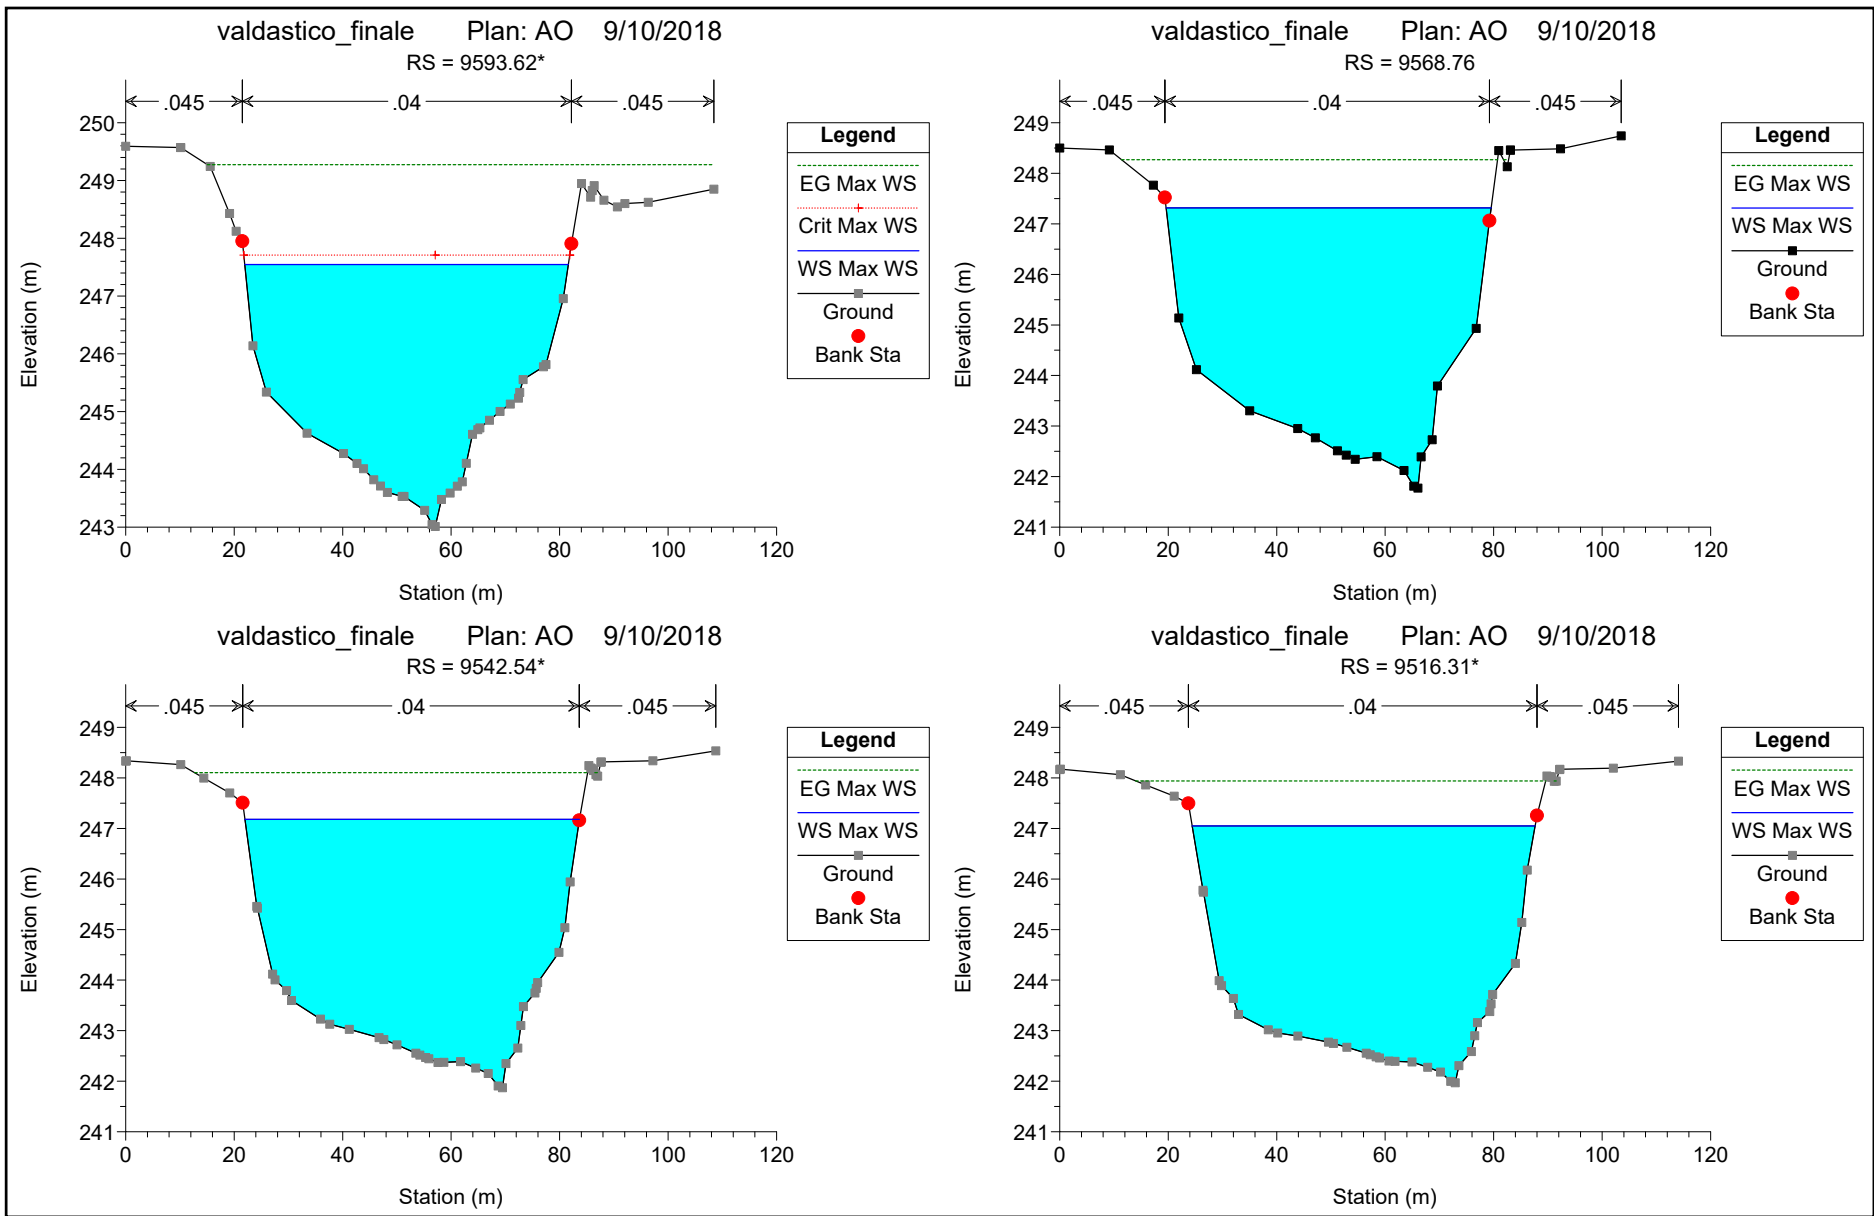 valdastico_finale Plan: AO 9/10/2018
RS = 9593.62*
.045 .04 .045
250
249
248
247
246
245
244
243
0 20 40 60 80 100 120
Elevation (m)
Station (m)
Legend
EG Max WS
Crit Max WS
WS Max WS
Ground
Bank Sta
valdastico_finale Plan: AO 9/10/2018
RS = 9568.76
.045 .04 .045
249
248
247
246
245
244
243
242
241
0 20 40 60 80 100 120
Elevation (m)
Station (m)
Legend
EG Max WS
WS Max WS
Ground
Bank Sta
valdastico_finale Plan: AO 9/10/2018
RS = 9542.54*
.045 .04 .045
249
248
247
246
245
244
243
242
241
0 20 40 60 80 100 120
Elevation (m)
Station (m)
Legend
EG Max WS
WS Max WS
Ground
Bank Sta
valdastico_finale Plan: AO 9/10/2018
RS = 9516.31*
.045 .04 .045
249
248
247
246
245
244
243
242
241
0 20 40 60 80 100 120
Elevation (m)
Station (m)
Legend
EG Max WS
WS Max WS
Ground
Bank Sta